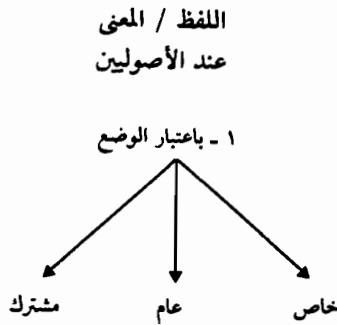 اللفظ / المعنى
عند الأصوليين
١ - باعتبار الوضع
خاص عام مشترك